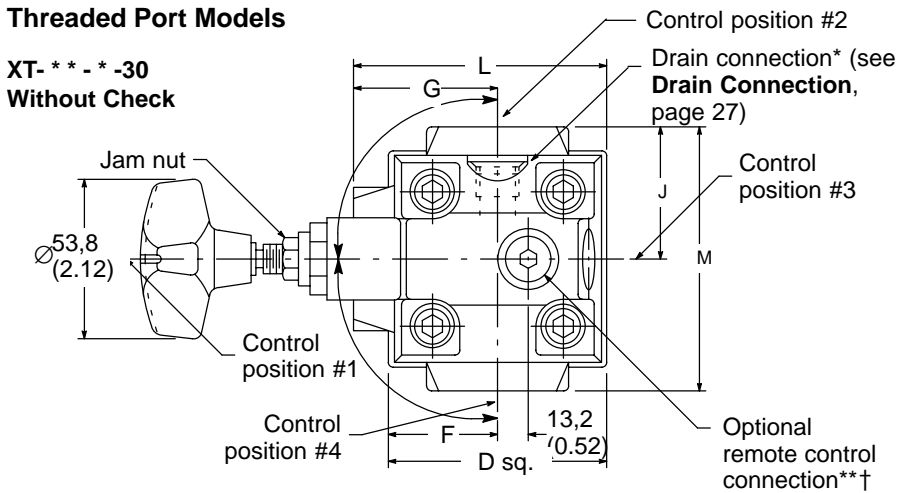 Threaded Port Models
XT- * * - * -30
Without Check
Control position #2
Drain connection* (see
Drain Connection,
page 27)
L
G
Jam nut
J
Control
position #3
M
⌀53,8
(2.12)
Control
position #1
Control
position #4
F
13,2
(0.52)
D sq.
Optional
remote control
connection**†